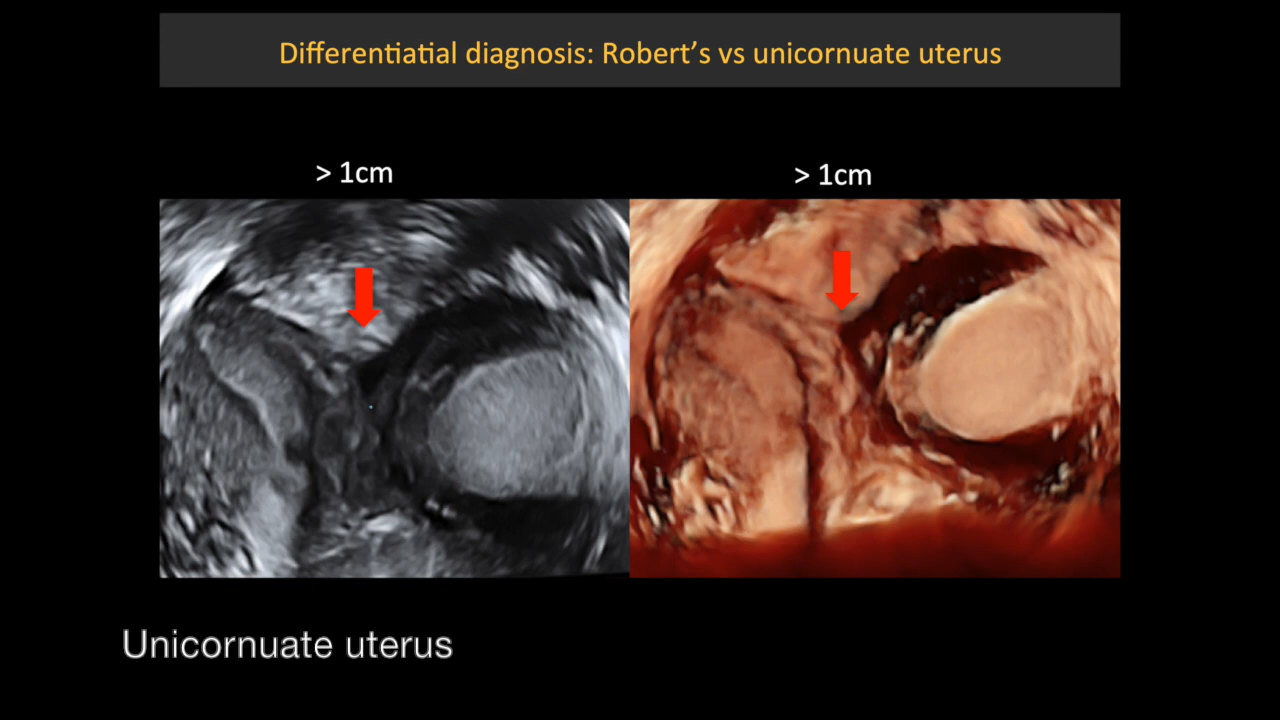 Differentiatial diagnosis: Robert’s vs unicornuate uterus
> 1cm
> 1cm
Unicornuate uterus